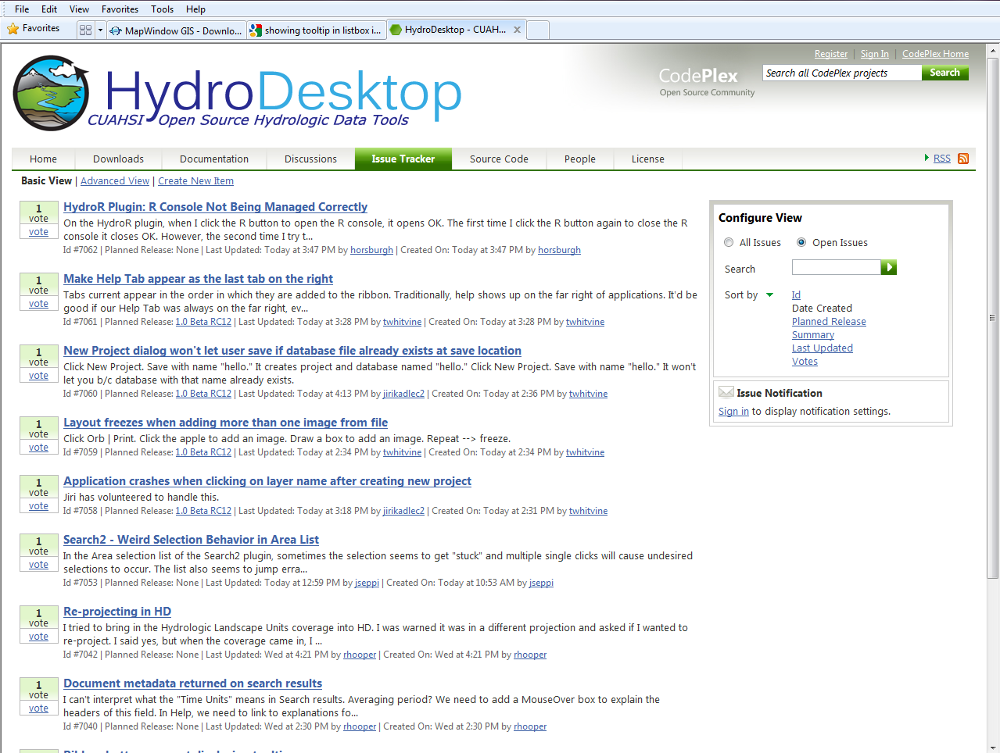 File Edit View Favorites Tools Help
Favorites MapWindow GIS - Downlo... showing tooltip in listbox i... HydroDesktop - CUAH...
Register | Sign In | CodePlex Home
HydroDesktop
CUAHSI Open Source Hydrologic Data Tools
CodePlex
Open Source Community
Search all CodePlex projects Search
Home Downloads Documentation Discussions Issue Tracker Source Code People License RSS
Basic View | Advanced View | Create New Item
1
vote
vote
HydroR Plugin: R Console Not Being Managed Correctly
On the HydroR plugin, when I click the R button to open the R console, it opens OK. The first time I click the R button again to close the R
console it closes OK. However, the second time I try t...
Id #7062 | Planned Release: None | Last Updated: Today at 3:47 PM by horsburgh | Created On: Today at 3:47 PM by horsburgh
1
vote
vote
Make Help Tab appear as the last tab on the right
Tabs current appear in the order in which they are added to the ribbon. Traditionally, help shows up on the far right of applications. It'd be
good if our Help Tab was always on the far right, ev...
Id #7061 | Planned Release: 1.0 Beta RC12 | Last Updated: Today at 3:28 PM by twhitvine | Created On: Today at 3:28 PM by twhitvine
1
vote
vote
New Project dialog won't let user save if database file already exists at save location
Click New Project. Save with name "hello." It creates project and database named "hello." Click New Project. Save with name "hello." It won't
let you b/c database with that name already exists.
Id #7060 | Planned Release: 1.0 Beta RC12 | Last Updated: Today at 4:13 PM by jirikadlec2 | Created On: Today at 2:36 PM by twhitvine
1
vote
vote
Layout freezes when adding more than one image from file
Click Orb | Print. Click the apple to add an image. Draw a box to add an image. Repeat --> freeze.
Id #7059 | Planned Release: 1.0 Beta RC12 | Last Updated: Today at 2:34 PM by twhitvine | Created On: Today at 2:34 PM by twhitvine
1
vote
vote
Application crashes when clicking on layer name after creating new project
Jiri has volunteered to handle this.
Id #7058 | Planned Release: 1.0 Beta RC12 | Last Updated: Today at 3:18 PM by jirikadlec2 | Created On: Today at 2:31 PM by twhitvine
1
vote
vote
Search2 - Weird Selection Behavior in Area List
In the Area selection list of the Search2 plugin, sometimes the selection seems to get "stuck" and multiple single clicks will cause undesired
selections to occur. The list also seems to jump erra...
Id #7053 | Planned Release: None | Last Updated: Today at 12:59 PM by jseppi | Created On: Today at 10:53 AM by jseppi
1
vote
vote
Re-projecting in HD
I tried to bring in the Hydrologic Landscape Units coverage into HD. I was warned it was in a different projection and asked if I wanted to
re-project. I said yes, but when the coverage came in, I ...
Id #7042 | Planned Release: None | Last Updated: Wed at 4:21 PM by rhooper | Created On: Wed at 4:21 PM by rhooper
1
vote
vote
Document metadata returned on search results
I can't interpret what the "Time Units" means in Search results. Averaging period? We need to add a MouseOver box to explain the
headers of this field. In Help, we need to link to explanations fo...
Id #7040 | Planned Release: None | Last Updated: Wed at 2:30 PM by rhooper | Created On: Wed at 2:30 PM by rhooper
Configure View
All Issues Open Issues
Search
Sort by Id
Date Created
Planned Release
Summary
Last Updated
Votes
Issue Notification
Sign in to display notification settings.